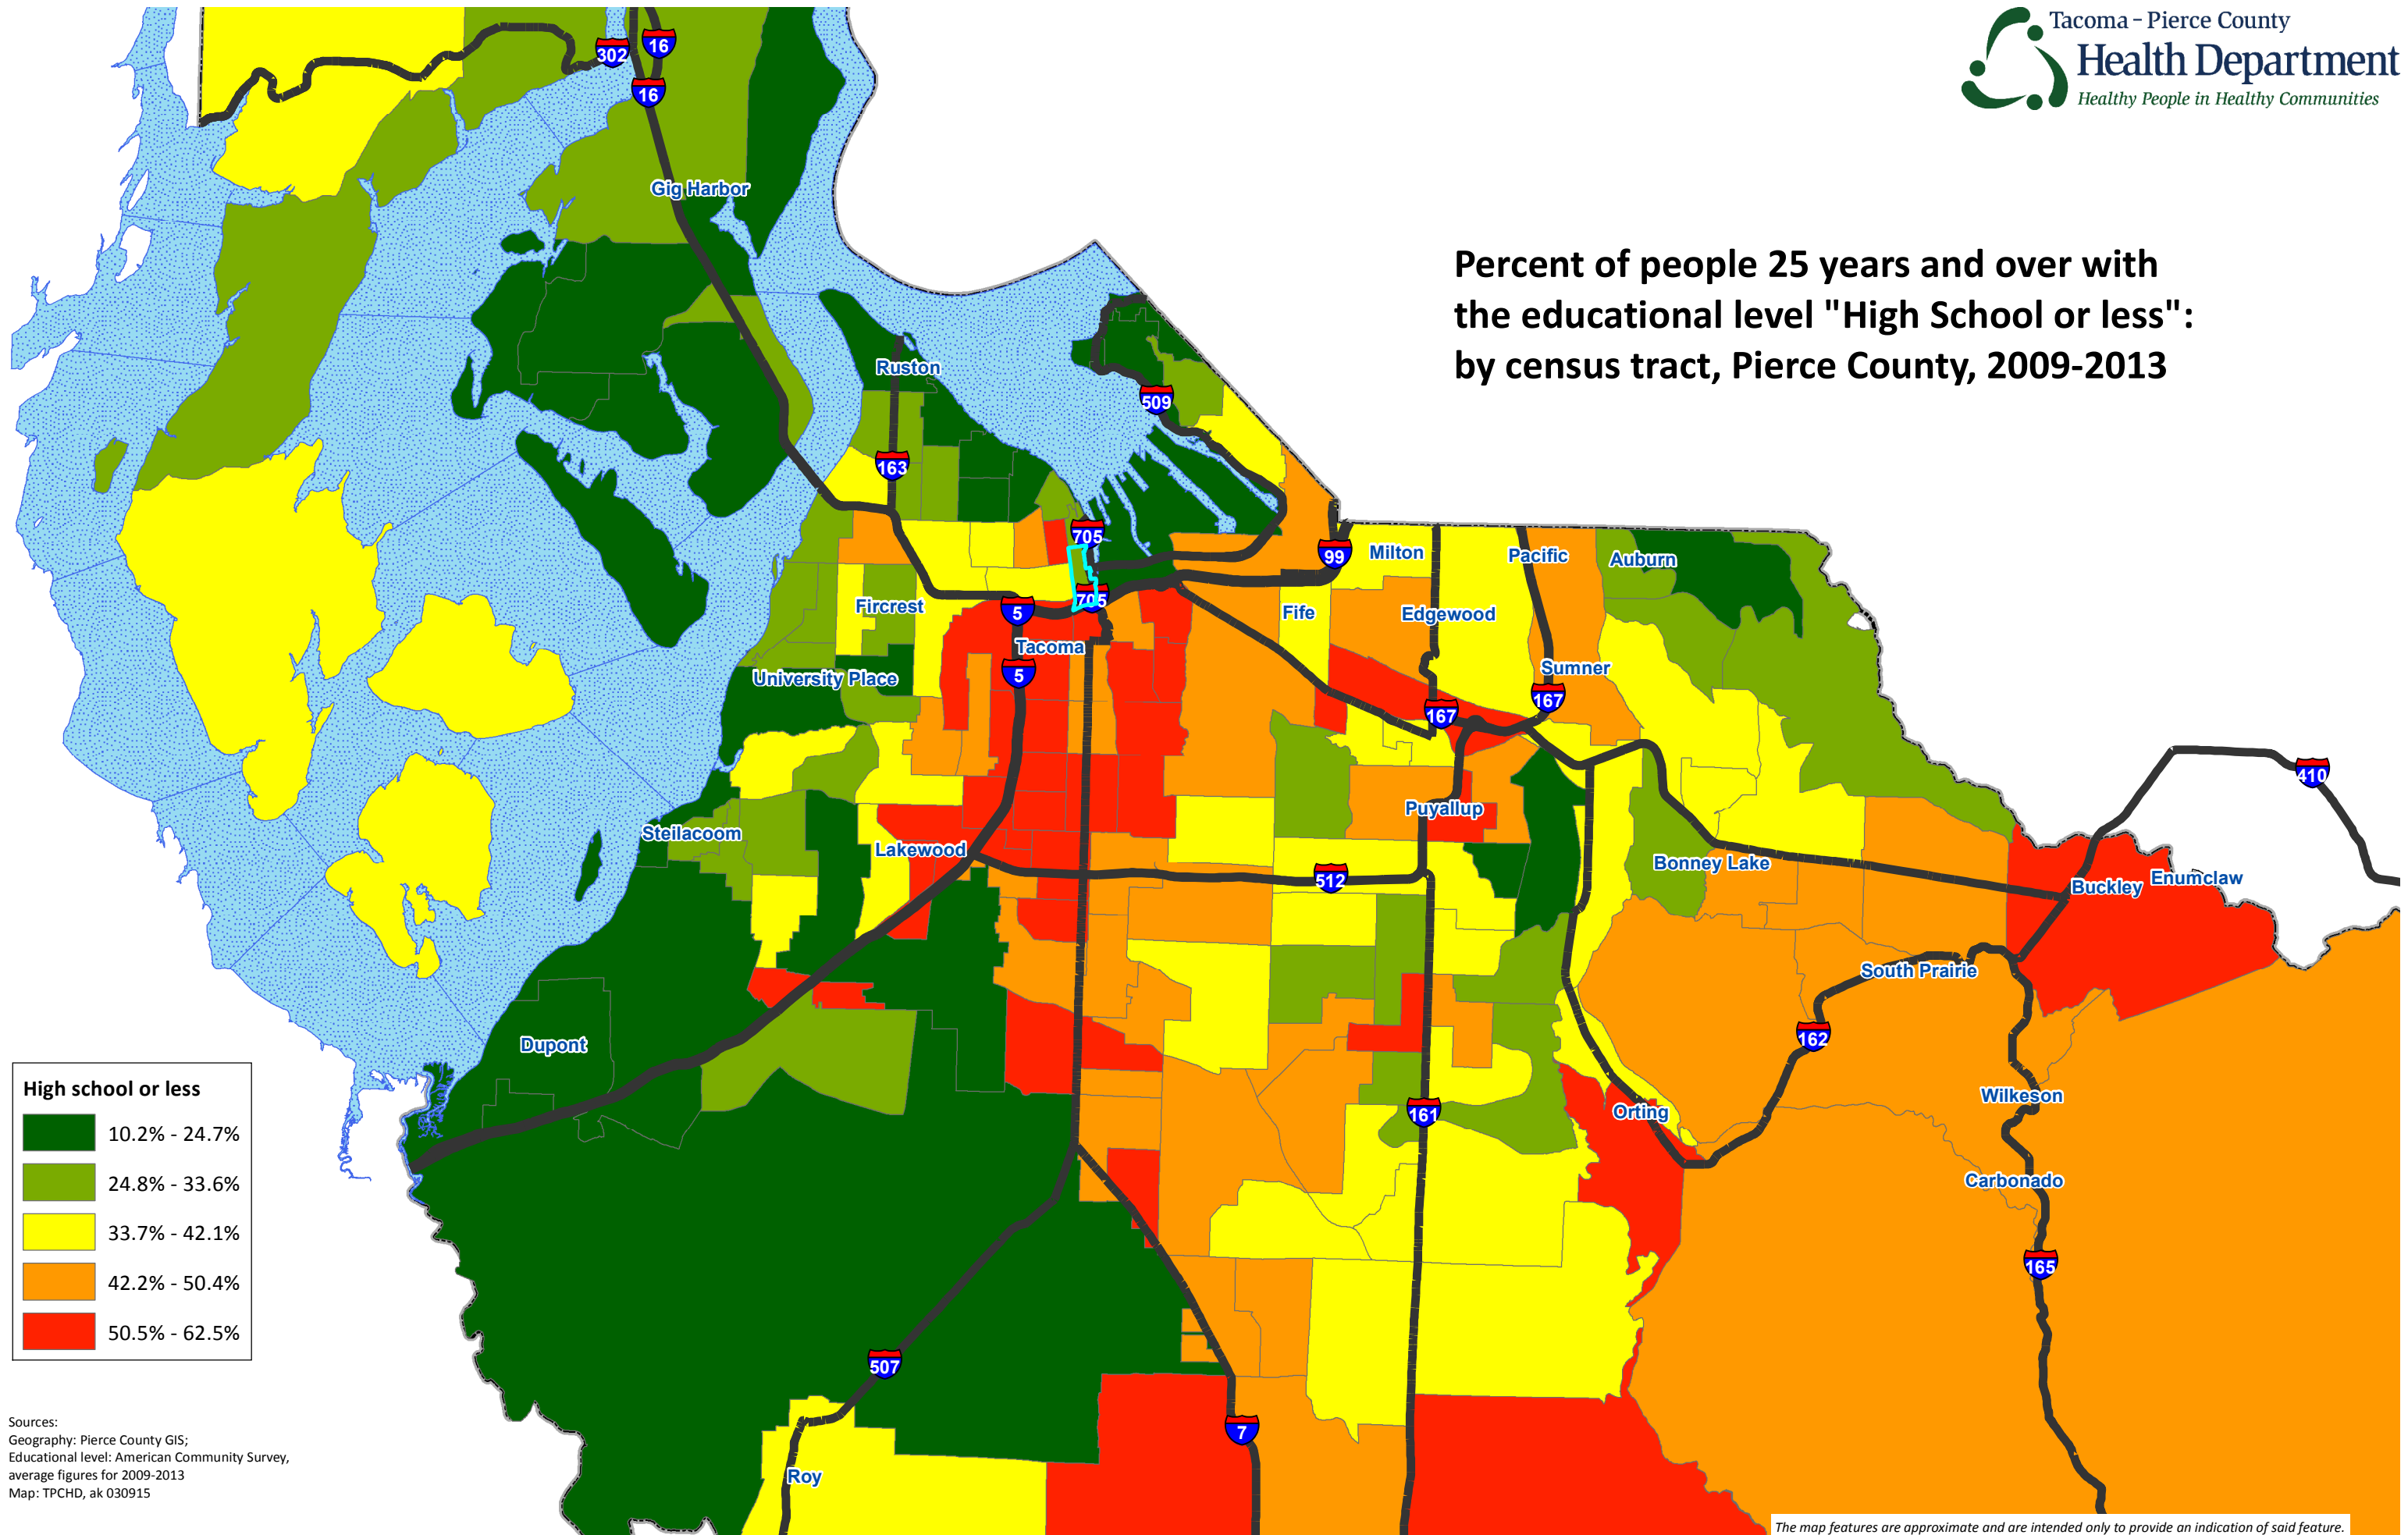 Tacoma - Pierce County
Health Department
Healthy People in Healthy Communities
302
16
16
Gig Harbor
Percent of people 25 years and over with
the educational level "High School or less":
by census tract, Pierce County, 2009-2013
Ruston
509
163
705
99
Milton
Pacific
Auburn
705
5
Fircrest
Fife
Edgewood
Tacoma
5
University Place
Sumner
167
167
410
Steilacoom
Puyallup
Lakewood
Bonney Lake
512
Buckley
Enumclaw
South Prairie
162
Dupont
Wilkeson
161
Orting
Carbonado
165
High school or less
10.2% - 24.7%
24.8% - 33.6%
33.7% - 42.1%
42.2% - 50.4%
50.5% - 62.5%
507
7
Roy
Sources:
Geography: Pierce County GIS;
Educational level: American Community Survey,
average figures for 2009-2013
Map: TPCHD, ak 030915
The map features are approximate and are intended only to provide an indication of said feature.